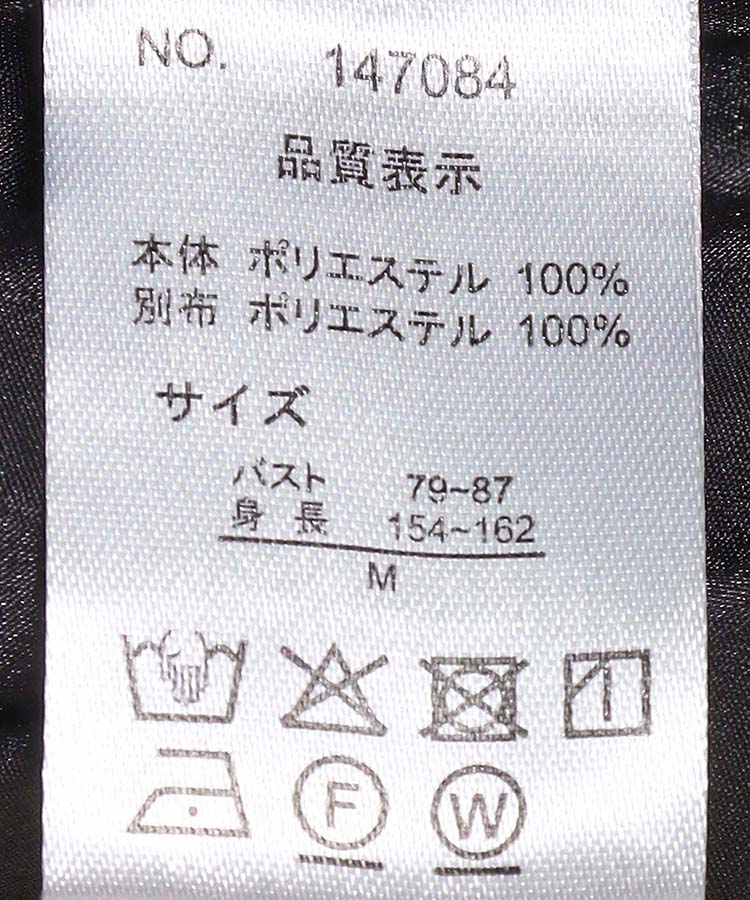 NO. 147084
品質表示
本体 ポリエステル 100%
別布 ポリエステル 100%
サイズ
バスト 79~87
身長 154~162
M
F
W